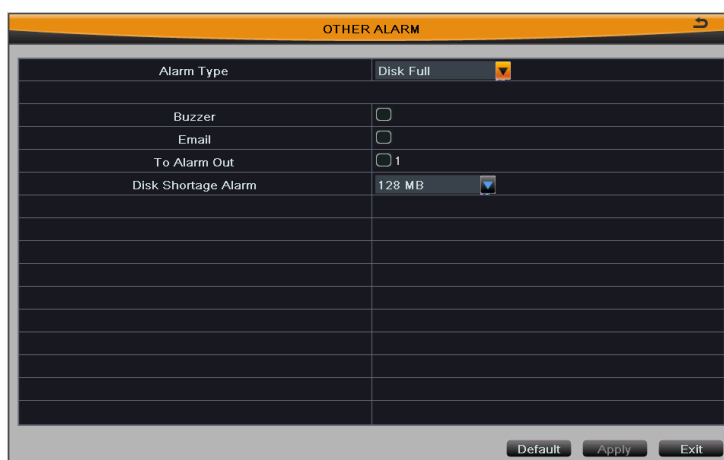 OTHER ALARM
Alarm Type Disk Full
Buzzer
Email
To Alarm Out 1
Disk Shortage Alarm 128 MB
Default Apply Exit